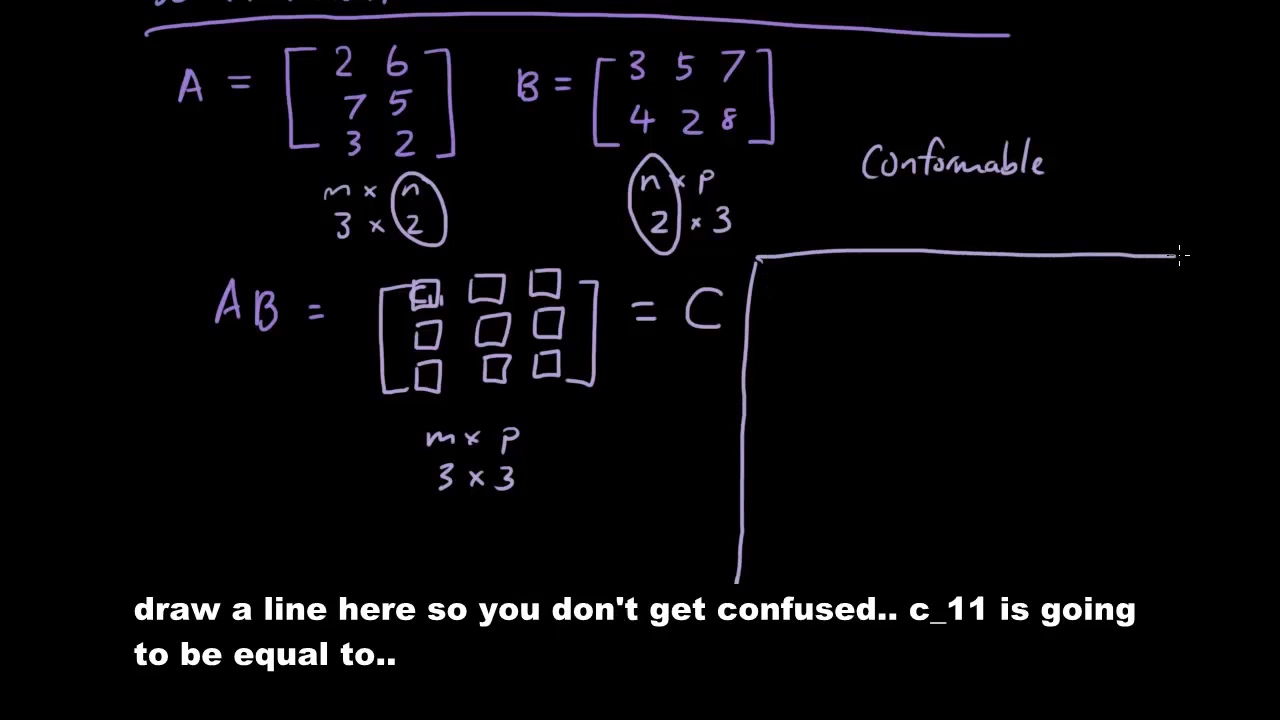 A = [ 2 6 B = [ 3 5 7 ]
7 5 4 2 8
3 2 ]
Conformable
m × n n × p
3 × 2 2 × 3
AB = [ C11 ] = C
m × p
3 × 3
draw a line here so you don't get confused.. c_11 is going
to be equal to..